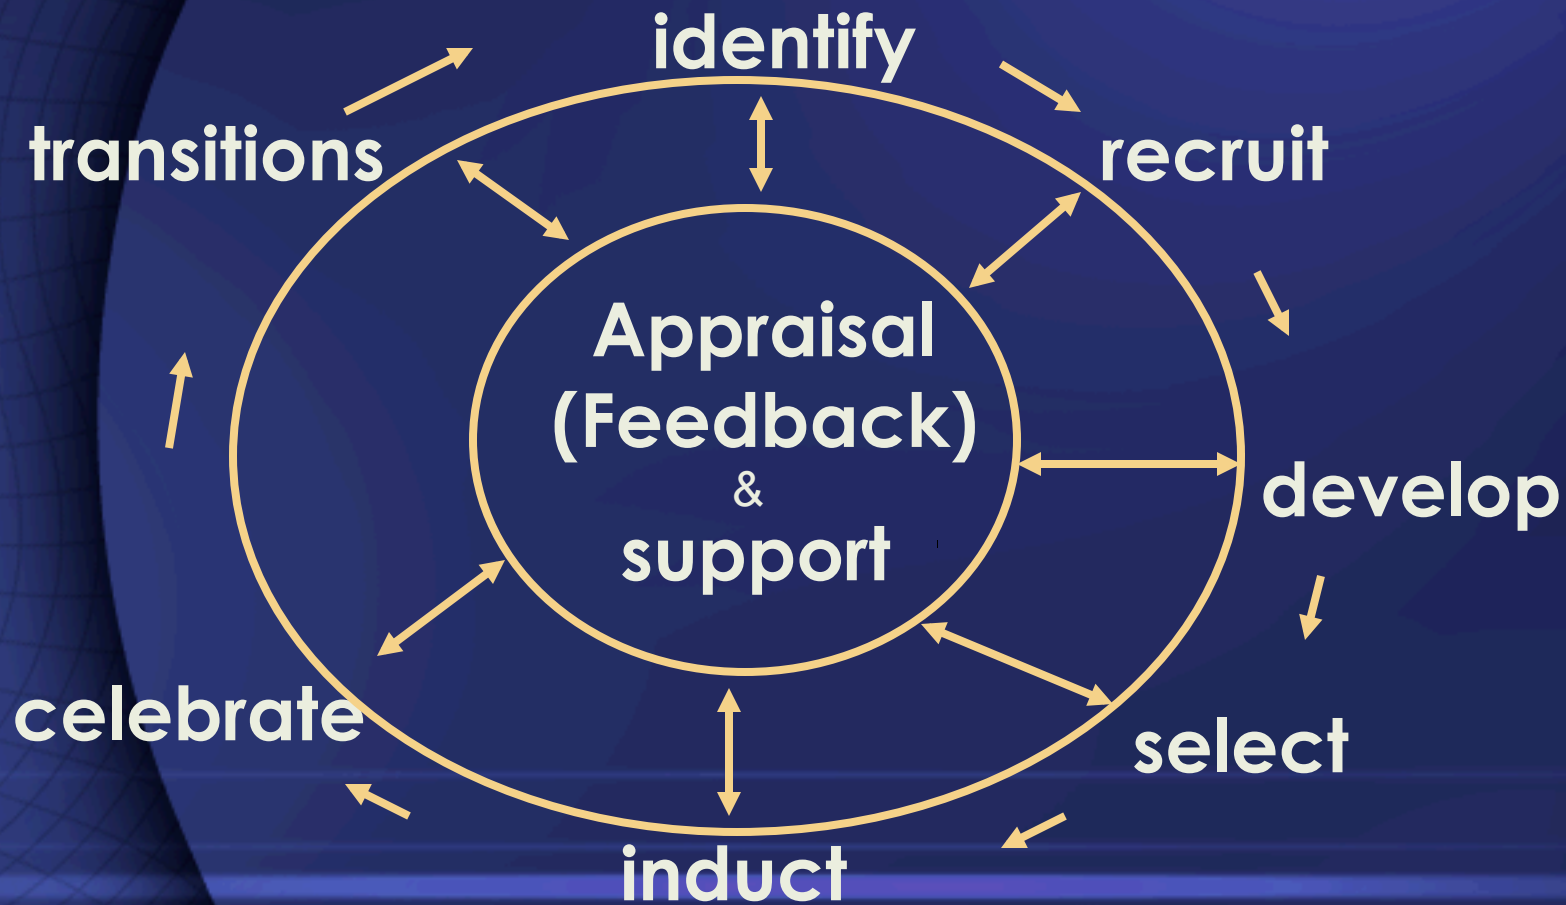 identify
transitions
recruit
Appraisal
(Feedback)
&
support
develop
celebrate
select
induct